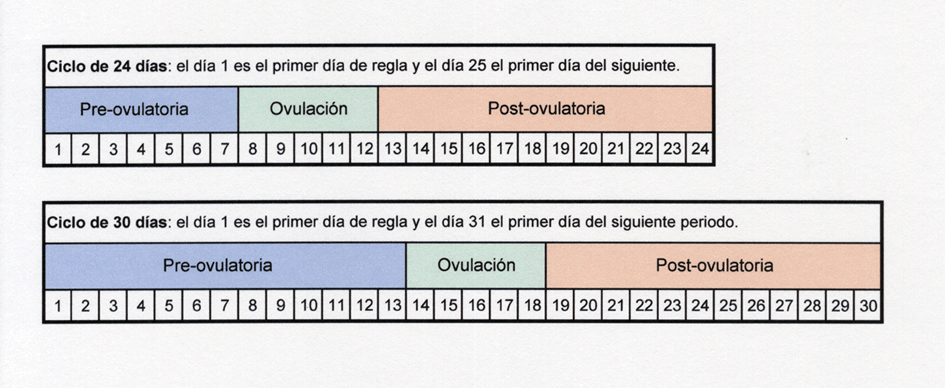 Ciclo de 24 días: el día 1 es el primer día de regla y el día 25 el primer día del siguiente.
Pre-ovulatoria Ovulación Post-ovulatoria
1 2 3 4 5 6 7 8 9 10 11 12 13 14 15 16 17 18 19 20 21 22 23 24
Ciclo de 30 días: el día 1 es el primer día de regla y el día 31 el primer día del siguiente periodo.
Pre-ovulatoria Ovulación Post-ovulatoria
1 2 3 4 5 6 7 8 9 10 11 12 13 14 15 16 17 18 19 20 21 22 23 24 25 26 27 28 29 30